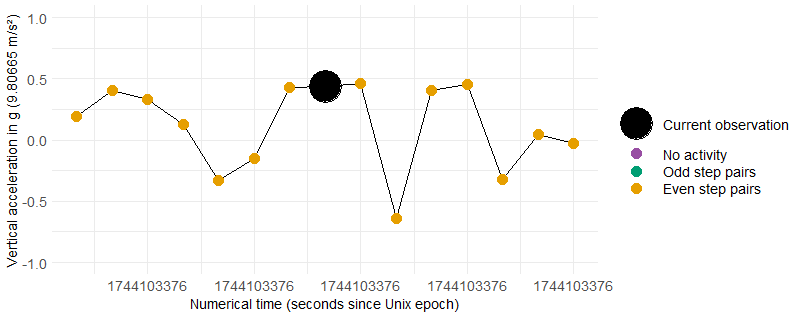 Vertical acceleration in g (9.80665 m/s²)
1.0
0.5
0.0
-0.5
-1.0
1744103376 1744103376 1744103376 1744103376 1744103376
Numerical time (seconds since Unix epoch)
Current observation
No activity
Odd step pairs
Even step pairs